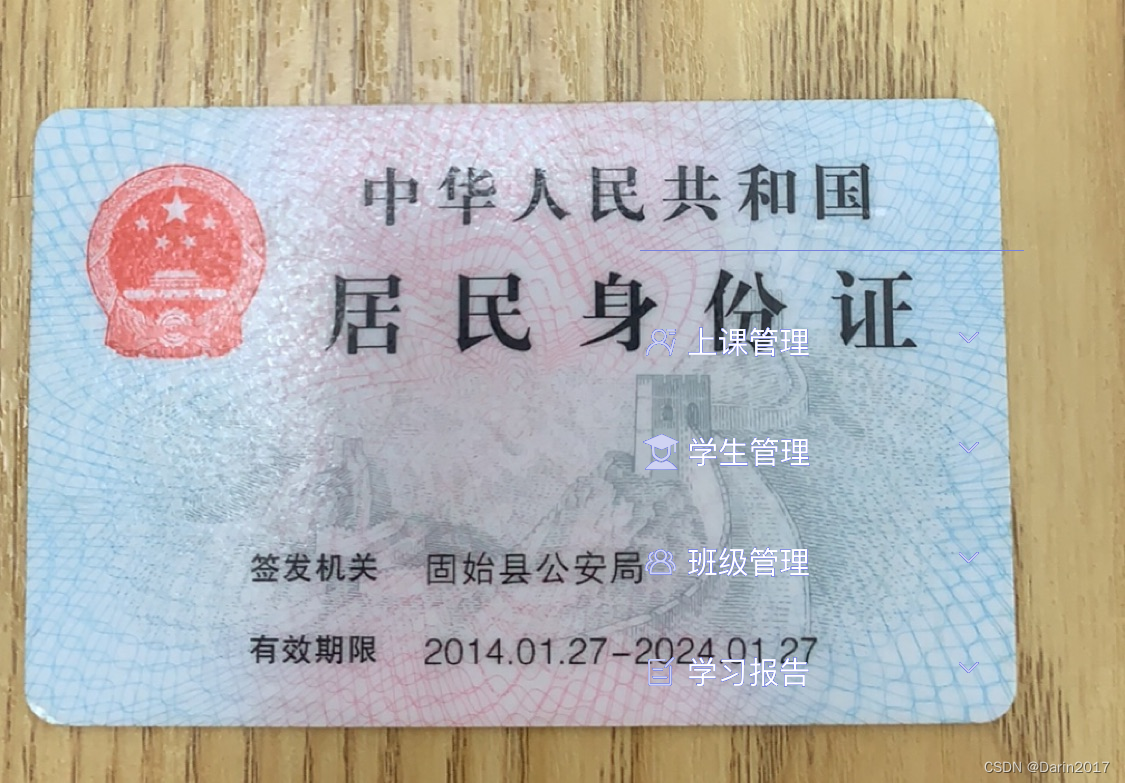 中华人民共和国
居民身份证
上课管理
学生管理
签发机关 固始县公安局
班级管理
有效期限 2014.01.27-2024.01.27
学习报告
CSDN @Darin2017